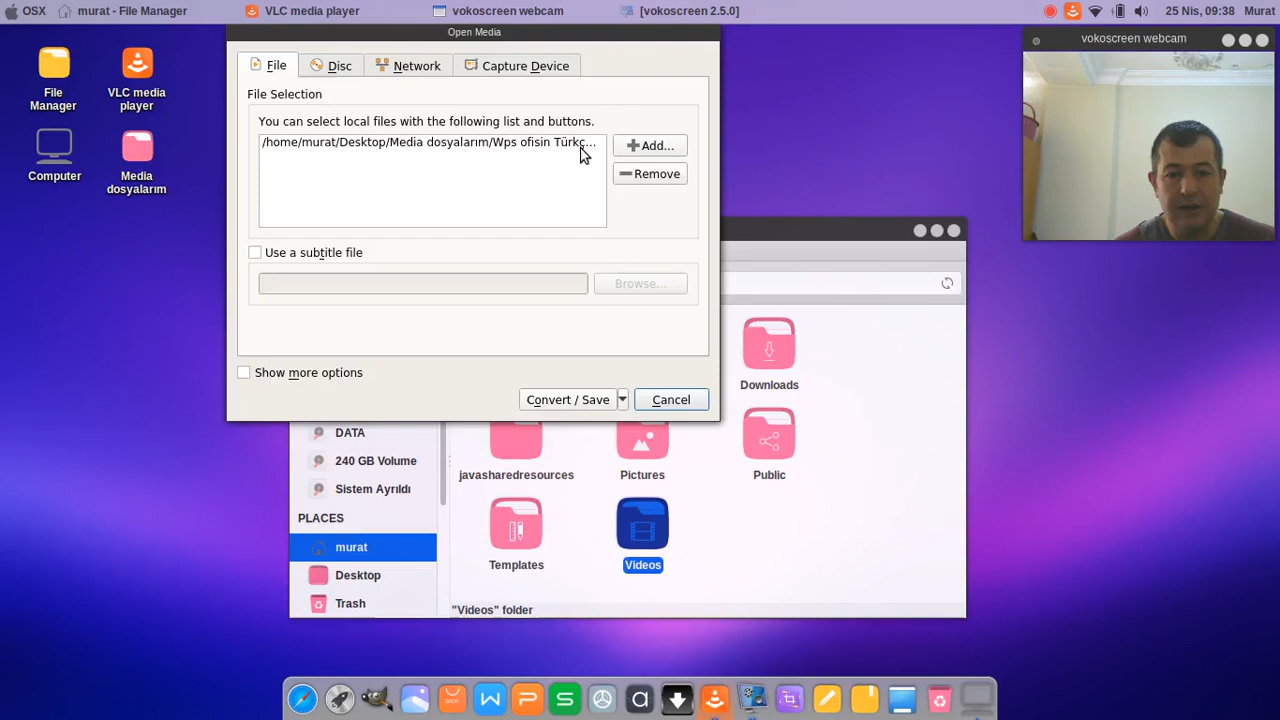 OSX
murat - File Manager
VLC media player
vokoscreen webcam
[vokoscreen 2.5.0]
25 Nis, 09:38
Murat
Open Media
vokoscreen webcam
File
Disc
Network
Capture Device
File
Manager
VLC media
player
File Selection
You can select local files with the following list and buttons.
/home/murat/Desktop/Media dosyalarım/Wps ofisin Türkç...
Add...
Remove
Computer
Media
dosyalarım
Use a subtitle file
Browse...
Show more options
Convert / Save
Cancel
Downloads
DATA
240 GB Volume
Sistem Ayrıldı
javasharedresources
Pictures
Public
PLACES
murat
Desktop
Trash
Templates
Videos
"Videos" folder